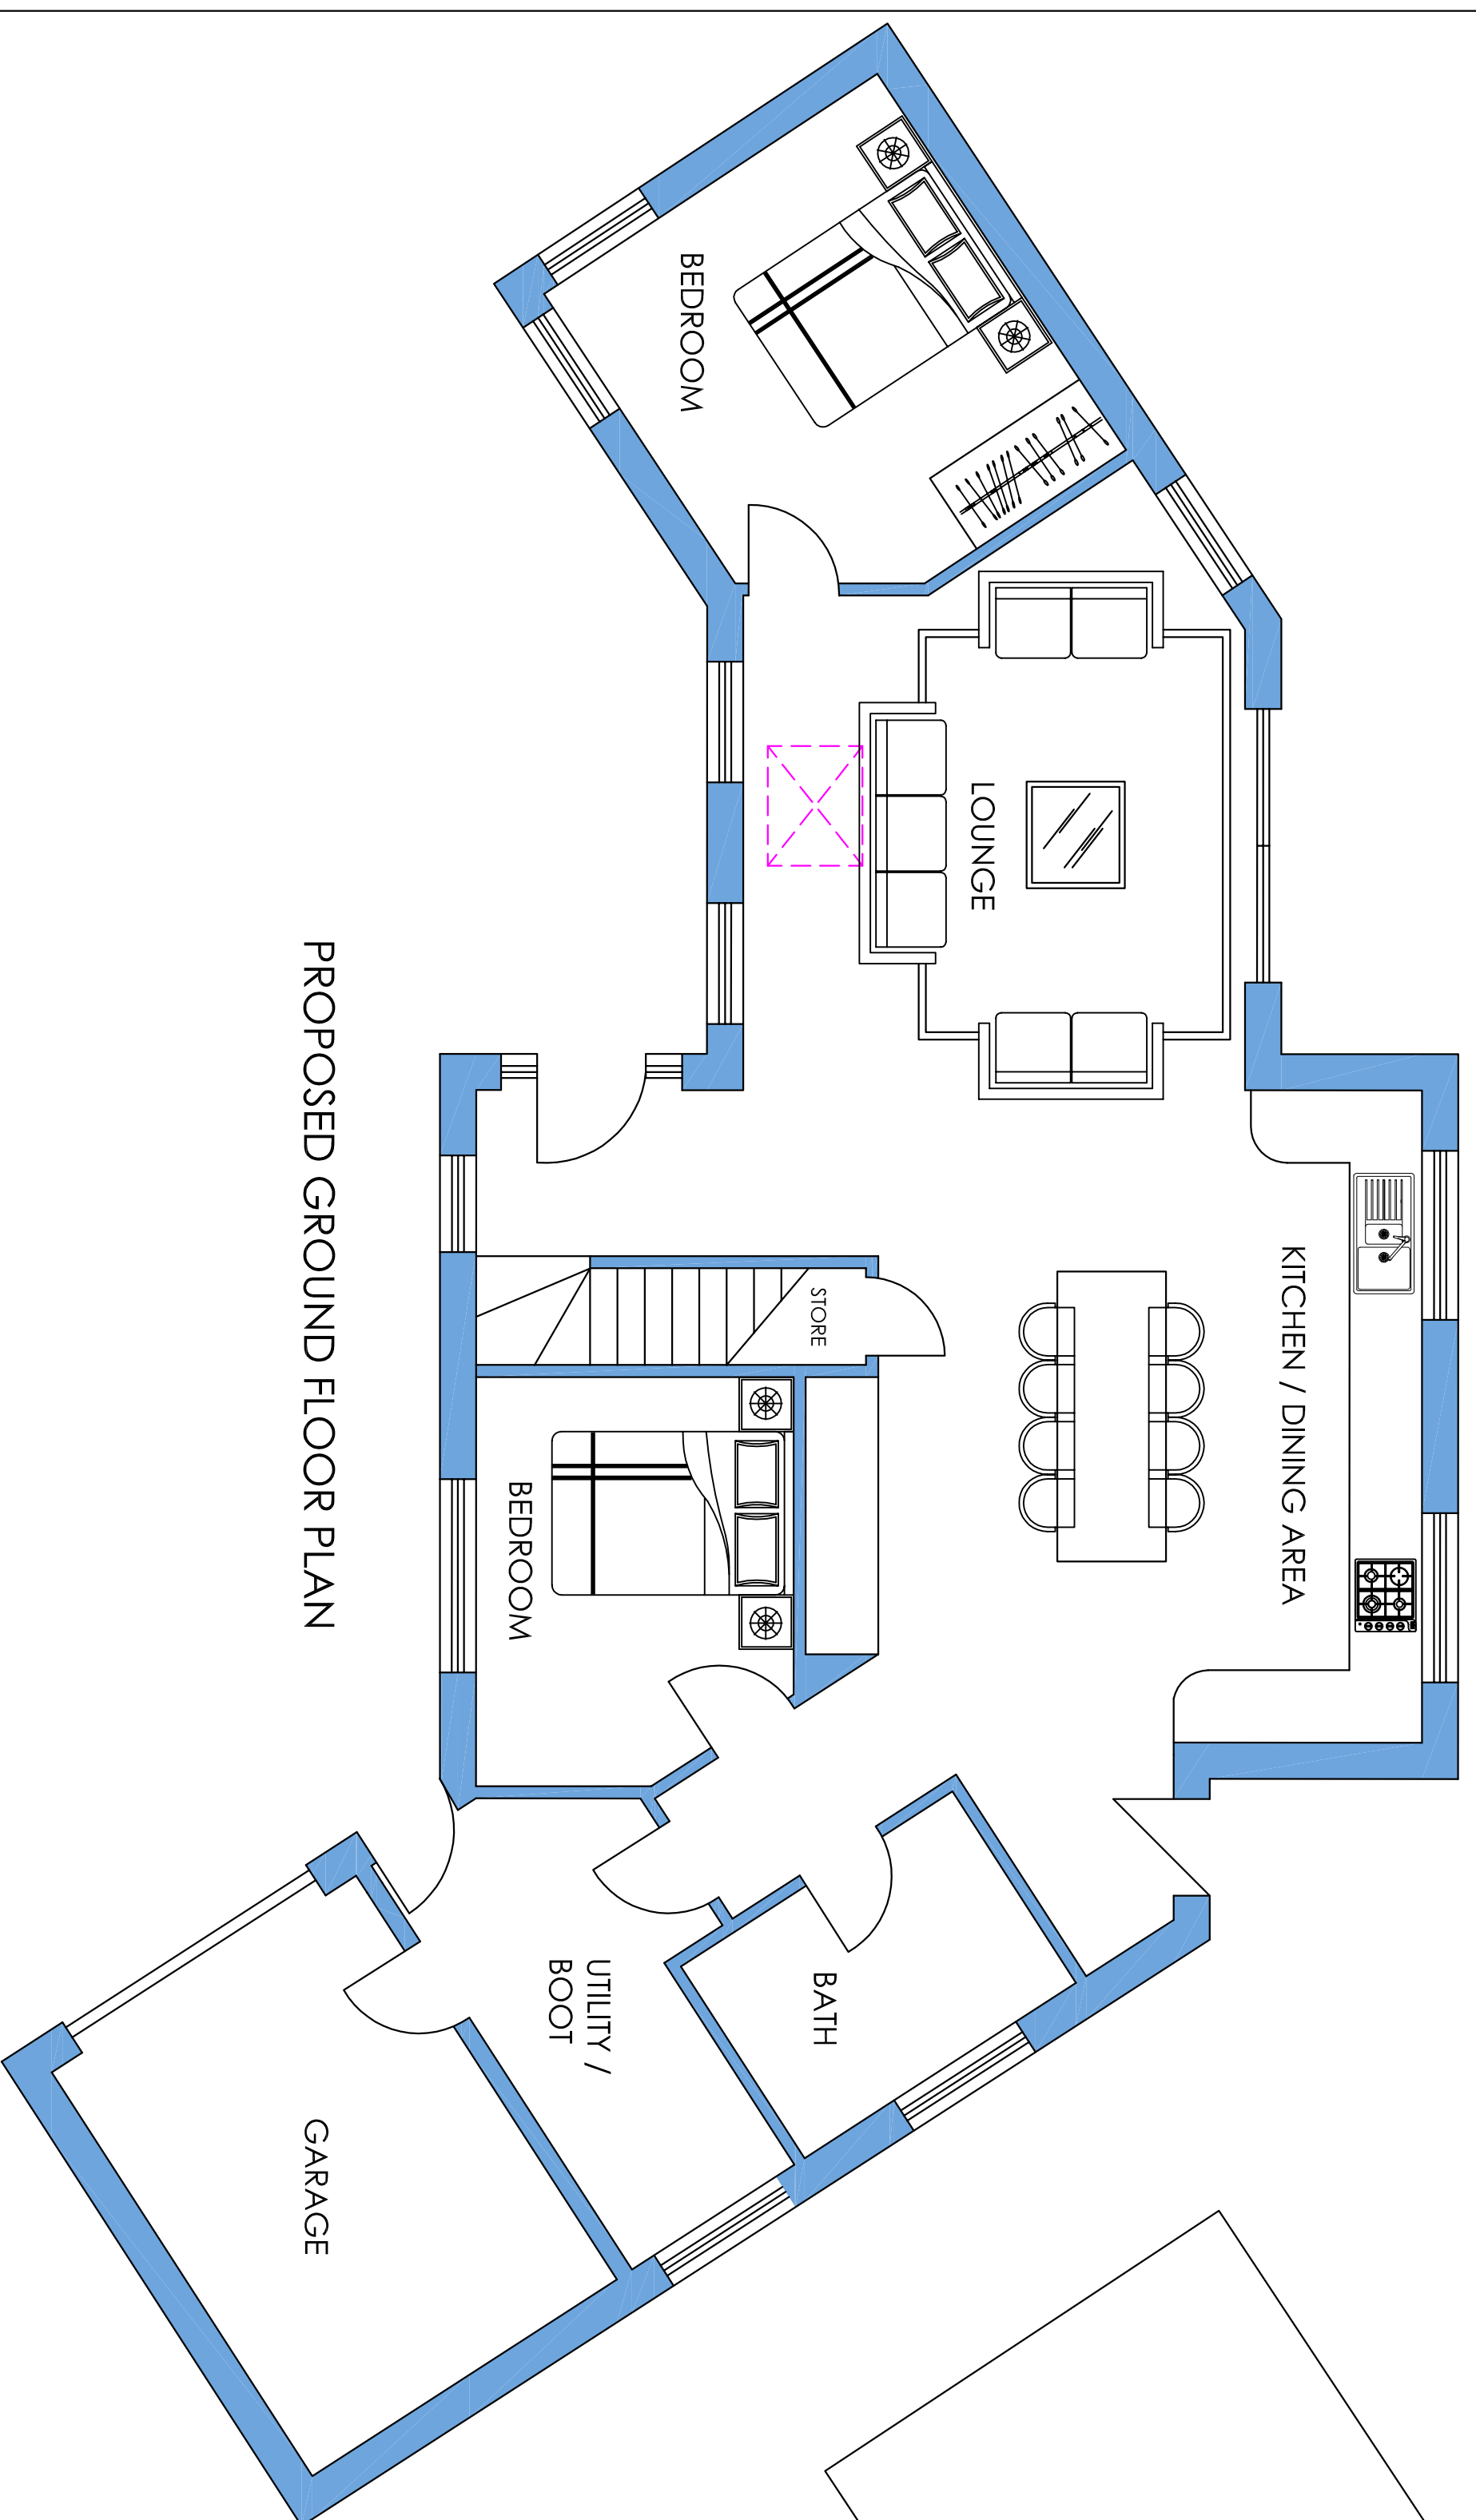 BEDROOM
LOUNGE
KITCHEN / DINING AREA
STORE
BEDROOM
BATH
UTILITY /
BOOT
GARAGE
PROPOSED GROUND FLOOR PLAN